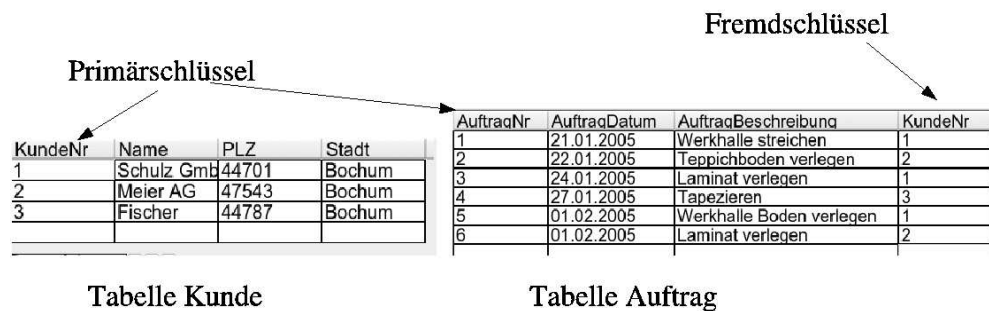 Fremdschlüssel
Primärschlüssel
KundeNr Name PLZ Stadt
1 Schulz Gmb 44701 Bochum
2 Meier AG 47543 Bochum
3 Fischer 44787 Bochum
AuftragNr AuftragDatum AuftragBeschreibung KundeNr
1 21.01.2005 Werkhalle streichen 1
2 22.01.2005 Teppichboden verlegen 2
3 24.01.2005 Laminat verlegen 1
4 27.01.2005 Tapezieren 3
5 01.02.2005 Werkhalle Boden verlegen 1
6 01.02.2005 Laminat verlegen 2
Tabelle Kunde
Tabelle Auftrag